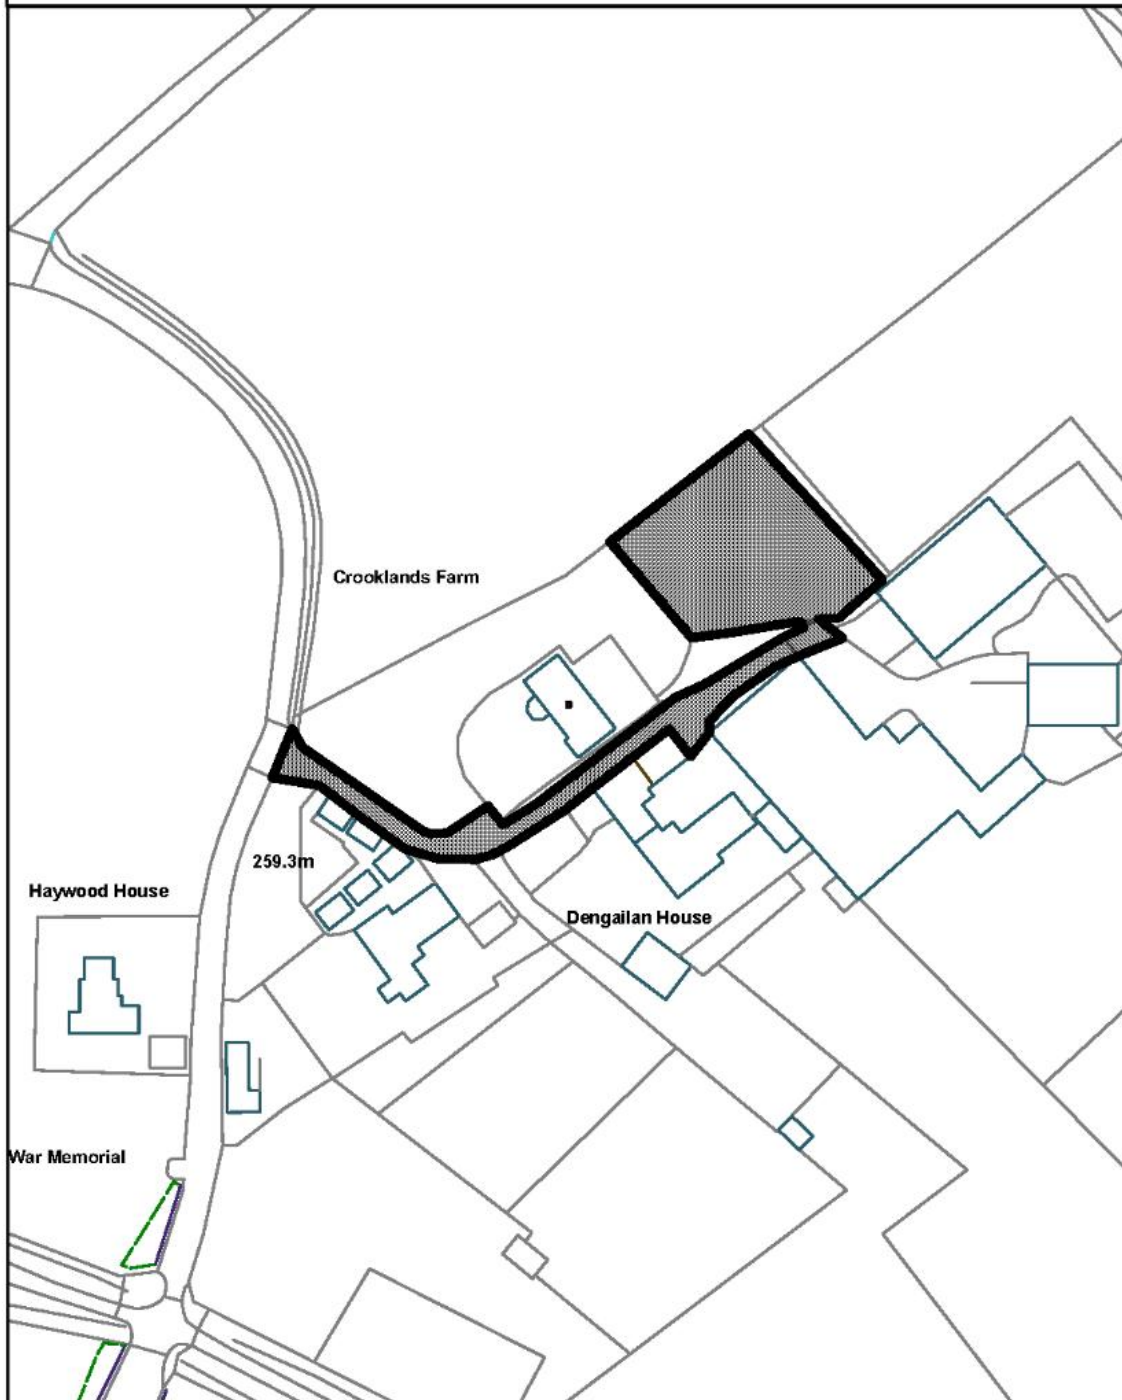 Crooklands Farm
259.3m
Haywood House
Dengailan House
War Memorial